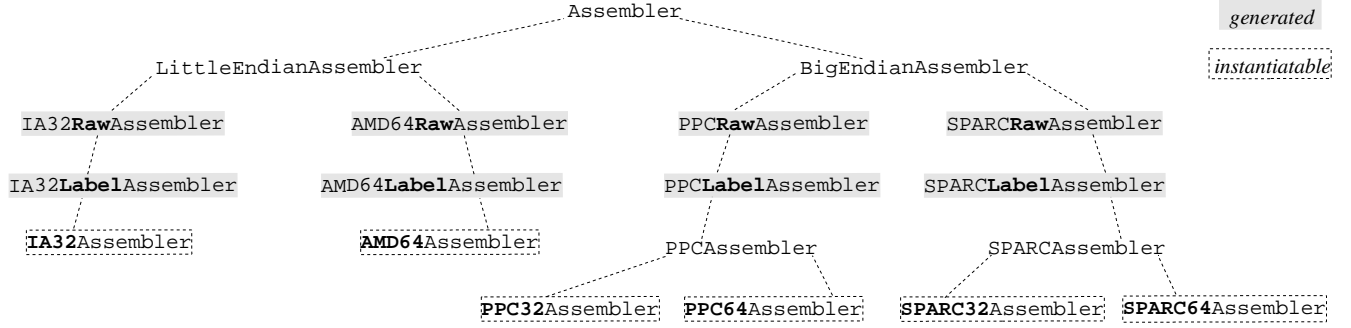 Assembler
generated
LittleEndianAssembler
BigEndianAssembler
instantiatable
IA32RawAssembler
AMD64RawAssembler
PPCRawAssembler
SPARCRawAssembler
IA32LabelAssembler
AMD64LabelAssembler
PPCLabelAssembler
SPARCLabelAssembler
IA32Assembler
AMD64Assembler
PPCAssembler
SPARCAssembler
PPC32Assembler
PPC64Assembler
SPARC32Assembler
SPARC64Assembler